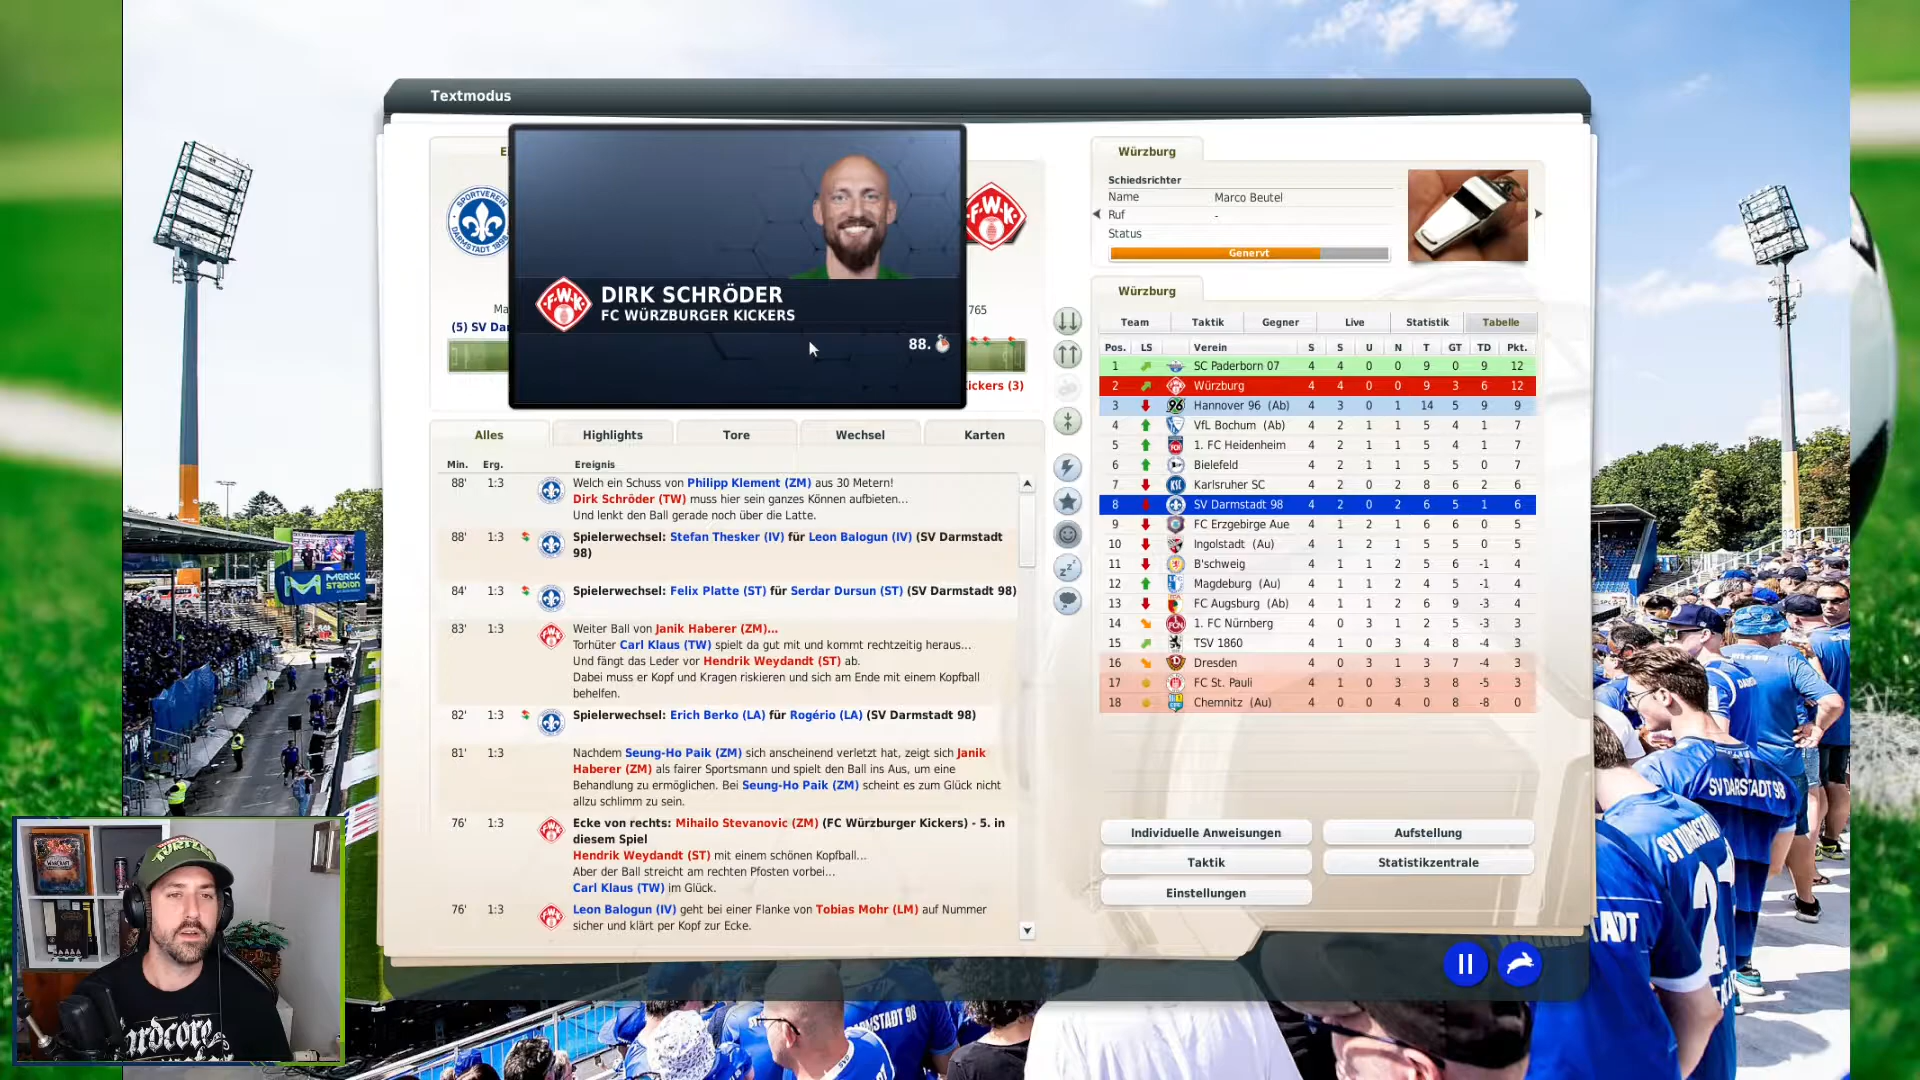 Textmodus
DIRK SCHRÖDER
FC WÜRZBURGER KICKERS
88.
SPORTVEREIN
DARMSTADT 1898
F.W.K
F.W.K
(5) SV Dar
765
ickers (3)
Alles Highlights Tore Wechsel Karten
Min. Erg. Ereignis
88' 1:3 Welch ein Schuss von Philipp Klement (ZM) aus 30 Metern!
Dirk Schröder (TW) muss hier sein ganzes Können aufbieten...
Und lenkt den Ball gerade noch über die Latte.
88' 1:3 Spielerwechsel: Stefan Thesker (IV) für Leon Balogun (IV) (SV Darmstadt
98)
84' 1:3 Spielerwechsel: Felix Platte (ST) für Serdar Dursun (ST) (SV Darmstadt 98)
83' 1:3 Weiter Ball von Janik Haberer (ZM)...
Torhüter Carl Klaus (TW) spielt da gut mit und kommt rechtzeitig heraus...
Und fängt das Leder vor Hendrik Weydandt (ST) ab.
Dabei muss er Kopf und Kragen riskieren und sich am Ende mit einem Kopfball
behelfen.
82' 1:3 Spielerwechsel: Erich Berko (LA) für Rogério (LA) (SV Darmstadt 98)
81' 1:3 Nachdem Seung-Ho Paik (ZM) sich anscheinend verletzt hat, zeigt sich Janik
Haberer (ZM) als fairer Sportsmann und spielt den Ball ins Aus, um eine
Behandlung zu ermöglichen. Bei Seung-Ho Paik (ZM) scheint es zum Glück nicht
allzu schlimm zu sein.
76' 1:3 Ecke von rechts: Mihailo Stevanovic (ZM) (FC Würzburger Kickers) - 5. in
diesem Spiel
Hendrik Weydandt (ST) mit einem schönen Kopfball...
Aber der Ball streicht am rechten Pfosten vorbei...
Carl Klaus (TW) im Glück.
76' 1:3 Leon Balogun (IV) geht bei einer Flanke von Tobias Mohr (LM) auf Nummer
sicher und klärt per Kopf zur Ecke.
Würzburg
Schiedsrichter
Name Marco Beutel
Ruf -
Status
Genervt
Würzburg
Team Taktik Gegner Live Statistik Tabelle
Pos. LS Verein S S U N T GT TD Pkt.
1 SC Paderborn 07 4 4 0 0 9 0 9 12
2 Würzburg 4 4 0 0 9 3 6 12
3 Hannover 96 (Ab) 4 3 0 1 14 5 9 9
4 VfL Bochum (Ab) 4 2 1 1 5 4 1 7
5 1. FC Heidenheim 4 2 1 1 5 4 1 7
6 Bielefeld 4 2 1 1 5 5 0 7
7 Karlsruher SC 4 2 0 2 8 6 2 6
8 SV Darmstadt 98 4 2 0 2 6 5 1 6
9 FC Erzgebirge Aue 4 1 2 1 6 6 0 5
10 Ingolstadt (Au) 4 1 2 1 5 5 0 5
11 B'schweig 4 1 1 2 5 6 -1 4
12 Magdeburg (Au) 4 1 1 2 4 5 -1 4
13 FC Augsburg (Ab) 4 1 1 2 6 9 -3 4
14 1. FC Nürnberg 4 0 3 1 2 5 -3 3
15 TSV 1860 4 1 0 3 4 8 -4 3
16 Dresden 4 0 3 1 3 7 -4 3
17 FC St. Pauli 4 1 0 3 3 8 -5 3
18 Chemnitz (Au) 4 0 0 4 0 8 -8 0
Individuelle Anweisungen Aufstellung
Taktik Statistikzentrale
Einstellungen
MERCK
STADION
SV DARMSTADT 98
TURTLES